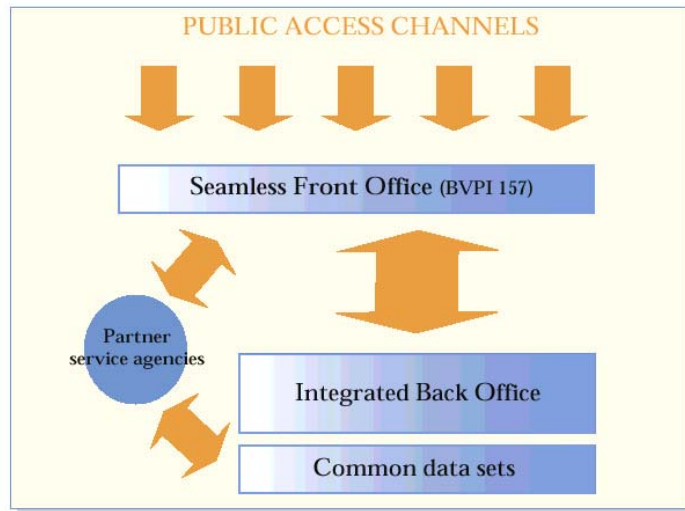 PUBLIC ACCESS CHANNELS
Seamless Front Office (BVPI 157)
Partner
service agencies
Integrated Back Office
Common data sets